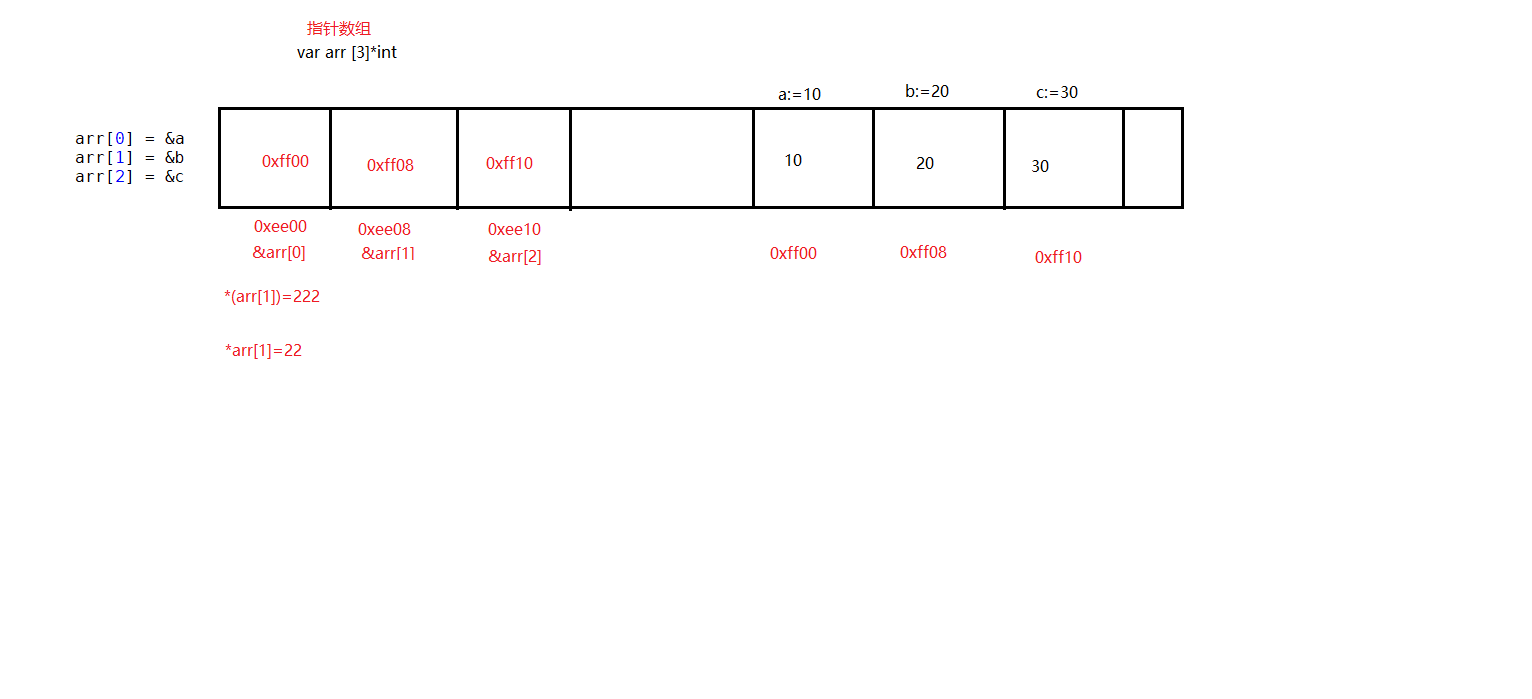 指针数组
var arr [3]*int
a:=10
b:=20
c:=30
arr[0] = &a
arr[1] = &b
arr[2] = &c
0xff00
0xff08
0xff10
10
20
30
0xee00
0xee08
0xee10
&arr[0]
&arr[1]
&arr[2]
0xff00
0xff08
0xff10
*(arr[1])=222
*arr[1]=22